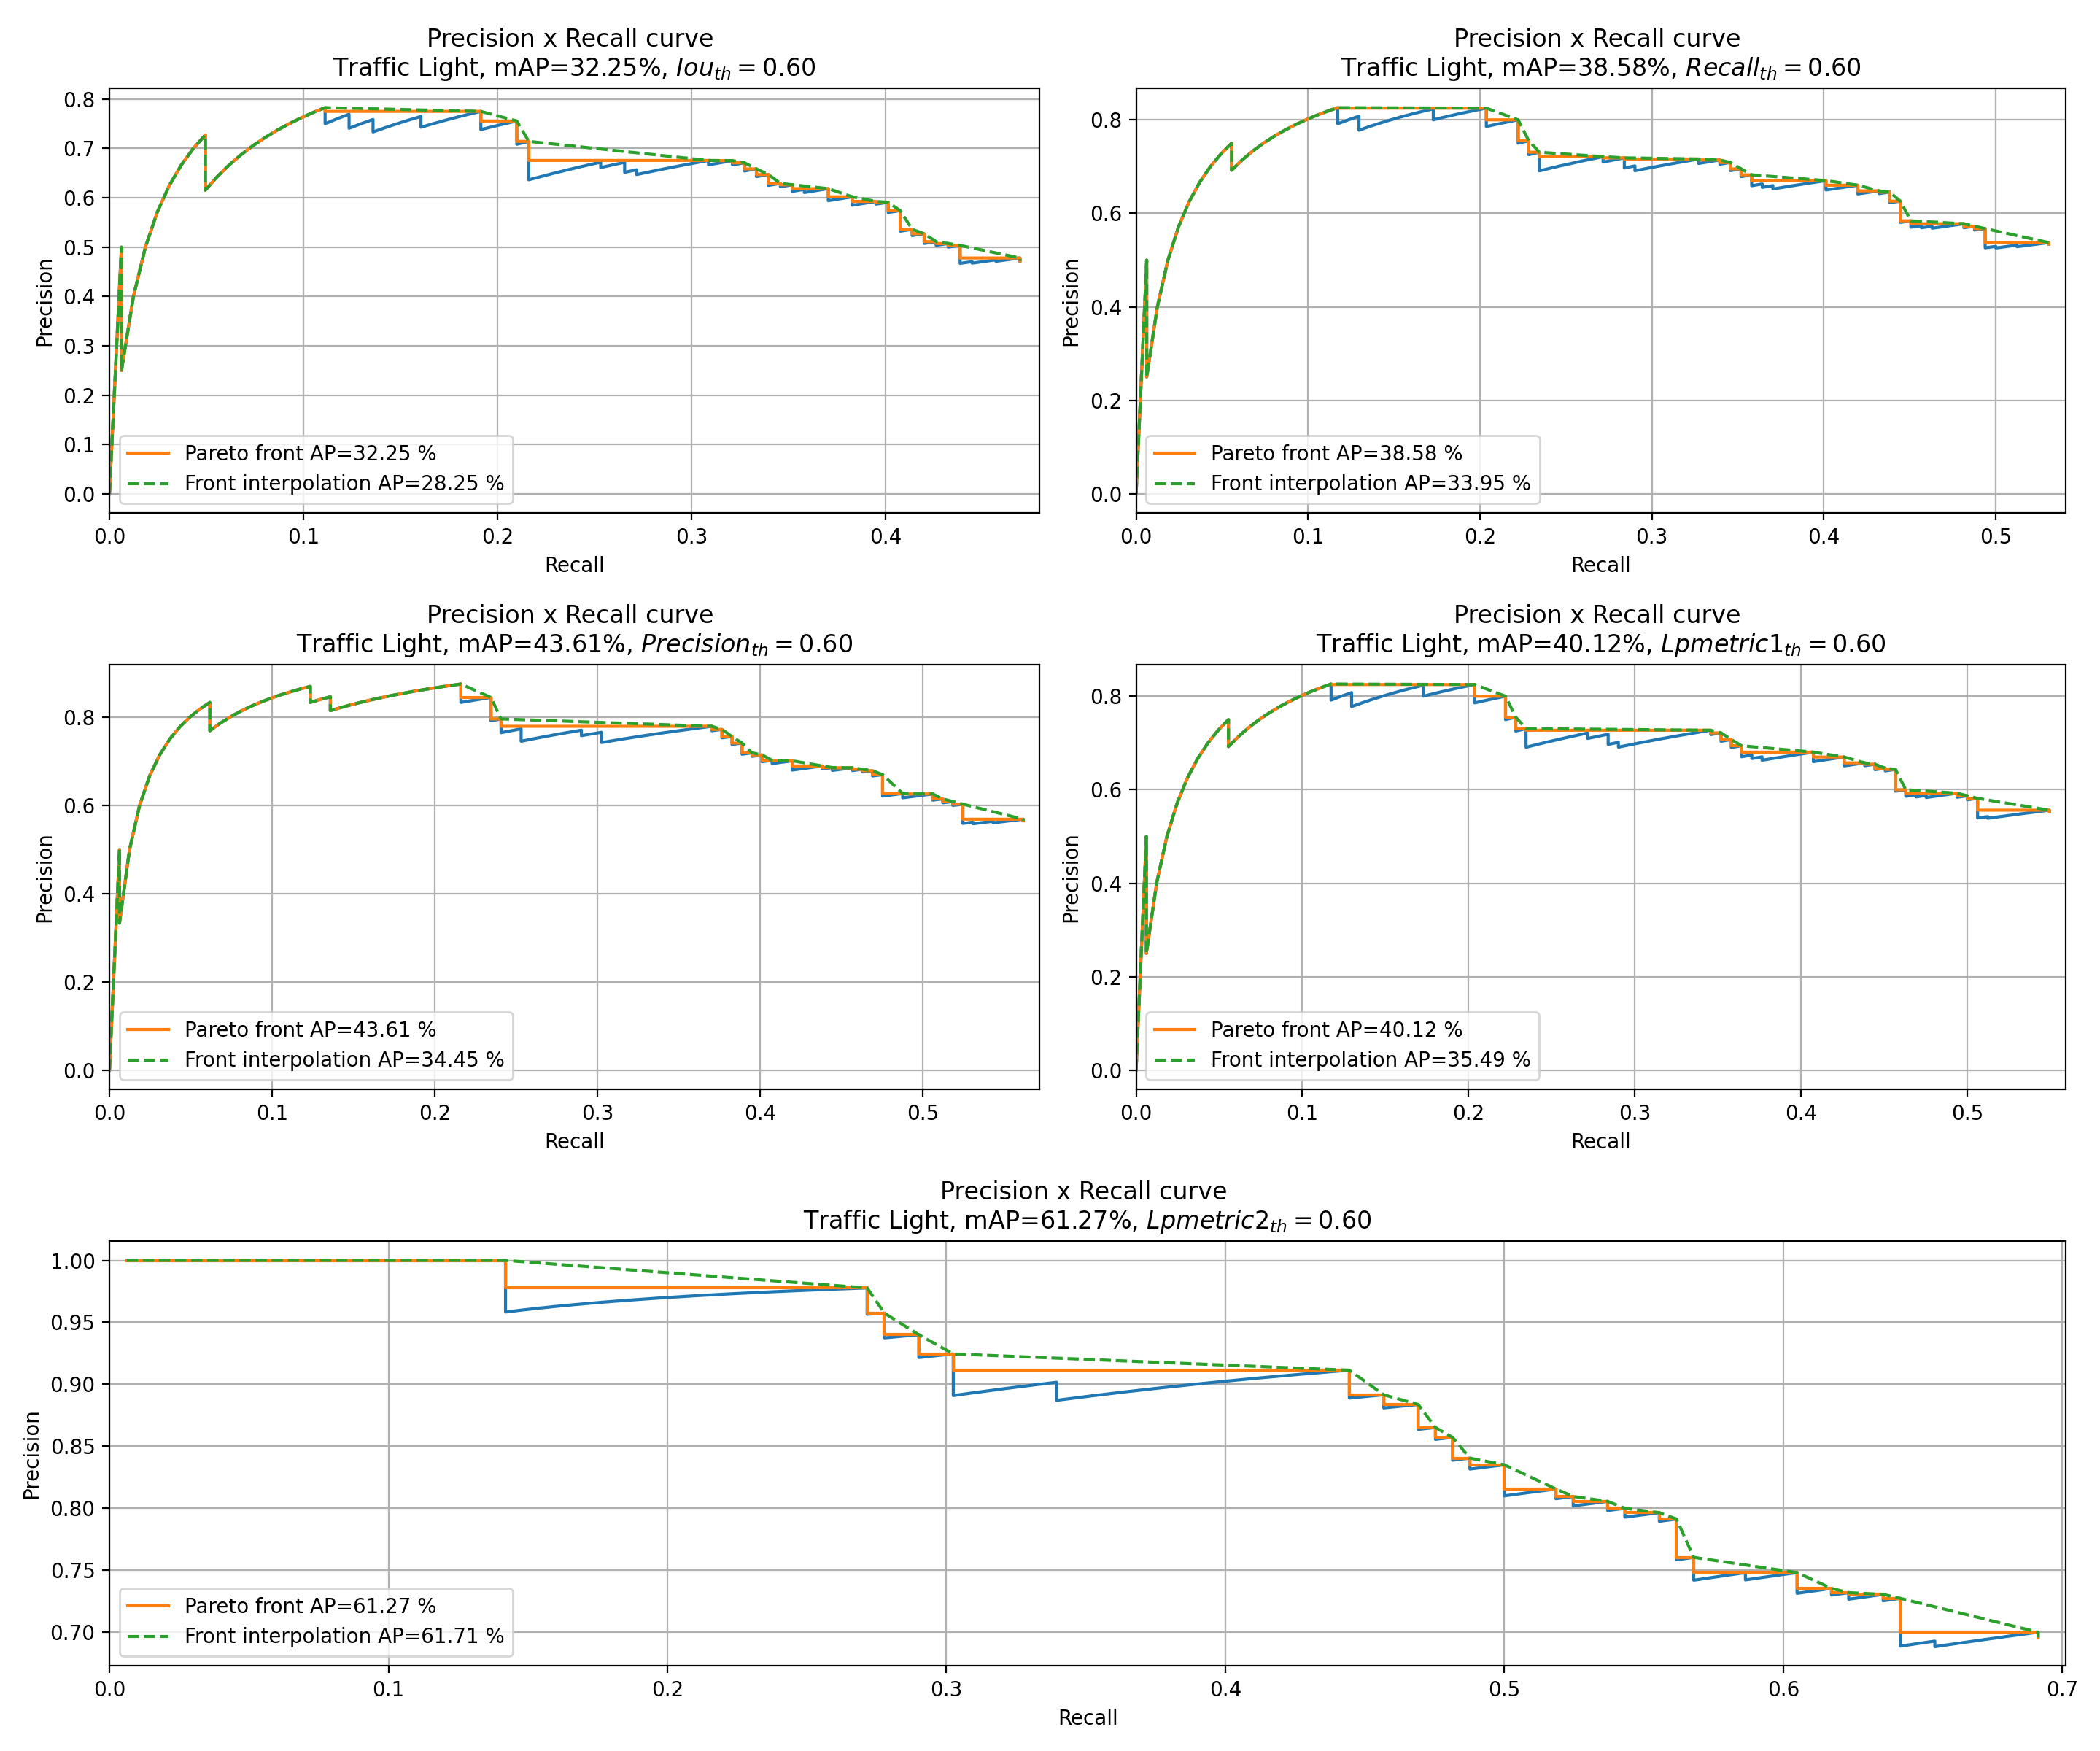 Precision x Recall curve
Traffic Light, mAP=32.25%, Iou_th = 0.60
0.8
0.7
0.6
0.5
0.4
0.3
0.2
0.1
0.0
Precision
Pareto front AP=32.25 %
Front interpolation AP=28.25 %
0.0 0.1 0.2 0.3 0.4
Recall
Precision x Recall curve
Traffic Light, mAP=38.58%, Recall_th = 0.60
0.8
0.6
0.4
0.2
0.0
Precision
Pareto front AP=38.58 %
Front interpolation AP=33.95 %
0.0 0.1 0.2 0.3 0.4 0.5
Recall
Precision x Recall curve
Traffic Light, mAP=43.61%, Precision_th = 0.60
0.8
0.6
0.4
0.2
0.0
Precision
Pareto front AP=43.61 %
Front interpolation AP=34.45 %
0.0 0.1 0.2 0.3 0.4 0.5
Recall
Precision x Recall curve
Traffic Light, mAP=40.12%, Lpmetric1_th = 0.60
0.8
0.6
0.4
0.2
0.0
Precision
Pareto front AP=40.12 %
Front interpolation AP=35.49 %
0.0 0.1 0.2 0.3 0.4 0.5
Recall
Precision x Recall curve
Traffic Light, mAP=61.27%, Lpmetric2_th = 0.60
1.00
0.95
0.90
0.85
0.80
0.75
0.70
Precision
Pareto front AP=61.27 %
Front interpolation AP=61.71 %
0.0 0.1 0.2 0.3 0.4 0.5 0.6 0.7
Recall